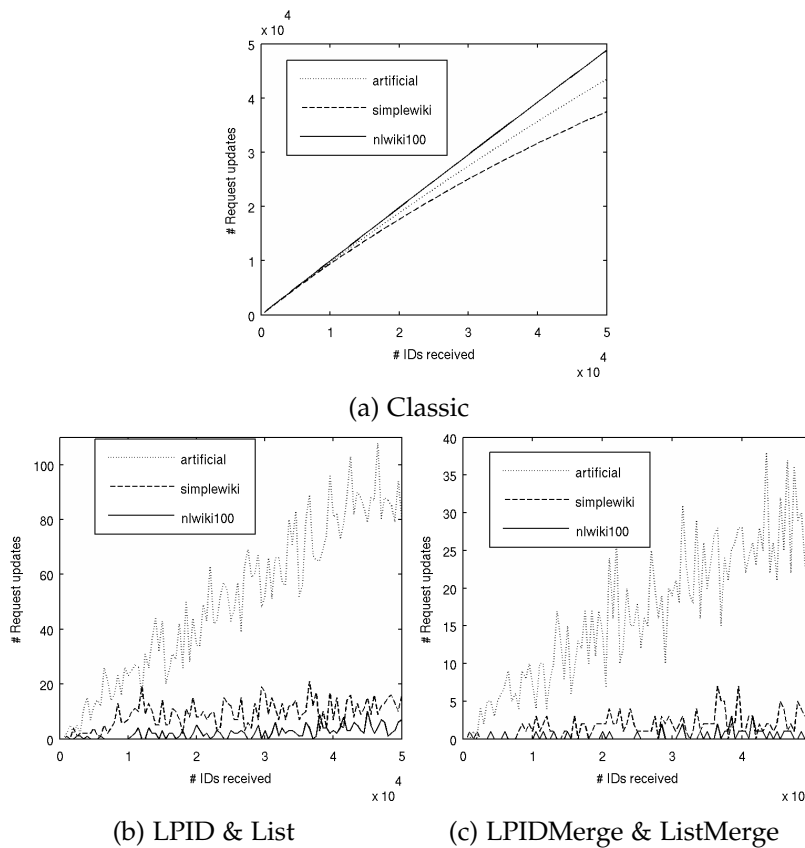 4
x 10
5
4
3
2
1
0
# Request updates
artificial
simplewiki
nlwiki100
0 1 2 3 4 5
# IDs received
4
x 10
(a) Classic
100
80
60
40
20
0
# Request updates
artificial
simplewiki
nlwiki100
0 1 2 3 4 5
# IDs received
4
x 10
(b) LPID & List
40
35
30
25
20
15
10
5
0
# Request updates
artificial
simplewiki
nlwiki100
0 1 2 3 4
# IDs received
4
x 10
(c) LPIDMerge & ListMerge